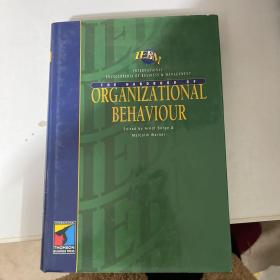 IEBM
INTERNATIONAL
ENCYCLOPEDIA OF BUSINESS & MANAGEMENT
THE HANDBOOK OF
ORGANIZATIONAL
BEHAVIOUR
Edited by Arndt Sorge &
Malcolm Warner
INTERNATIONAL
THOMSON
BUSINESS PRESS